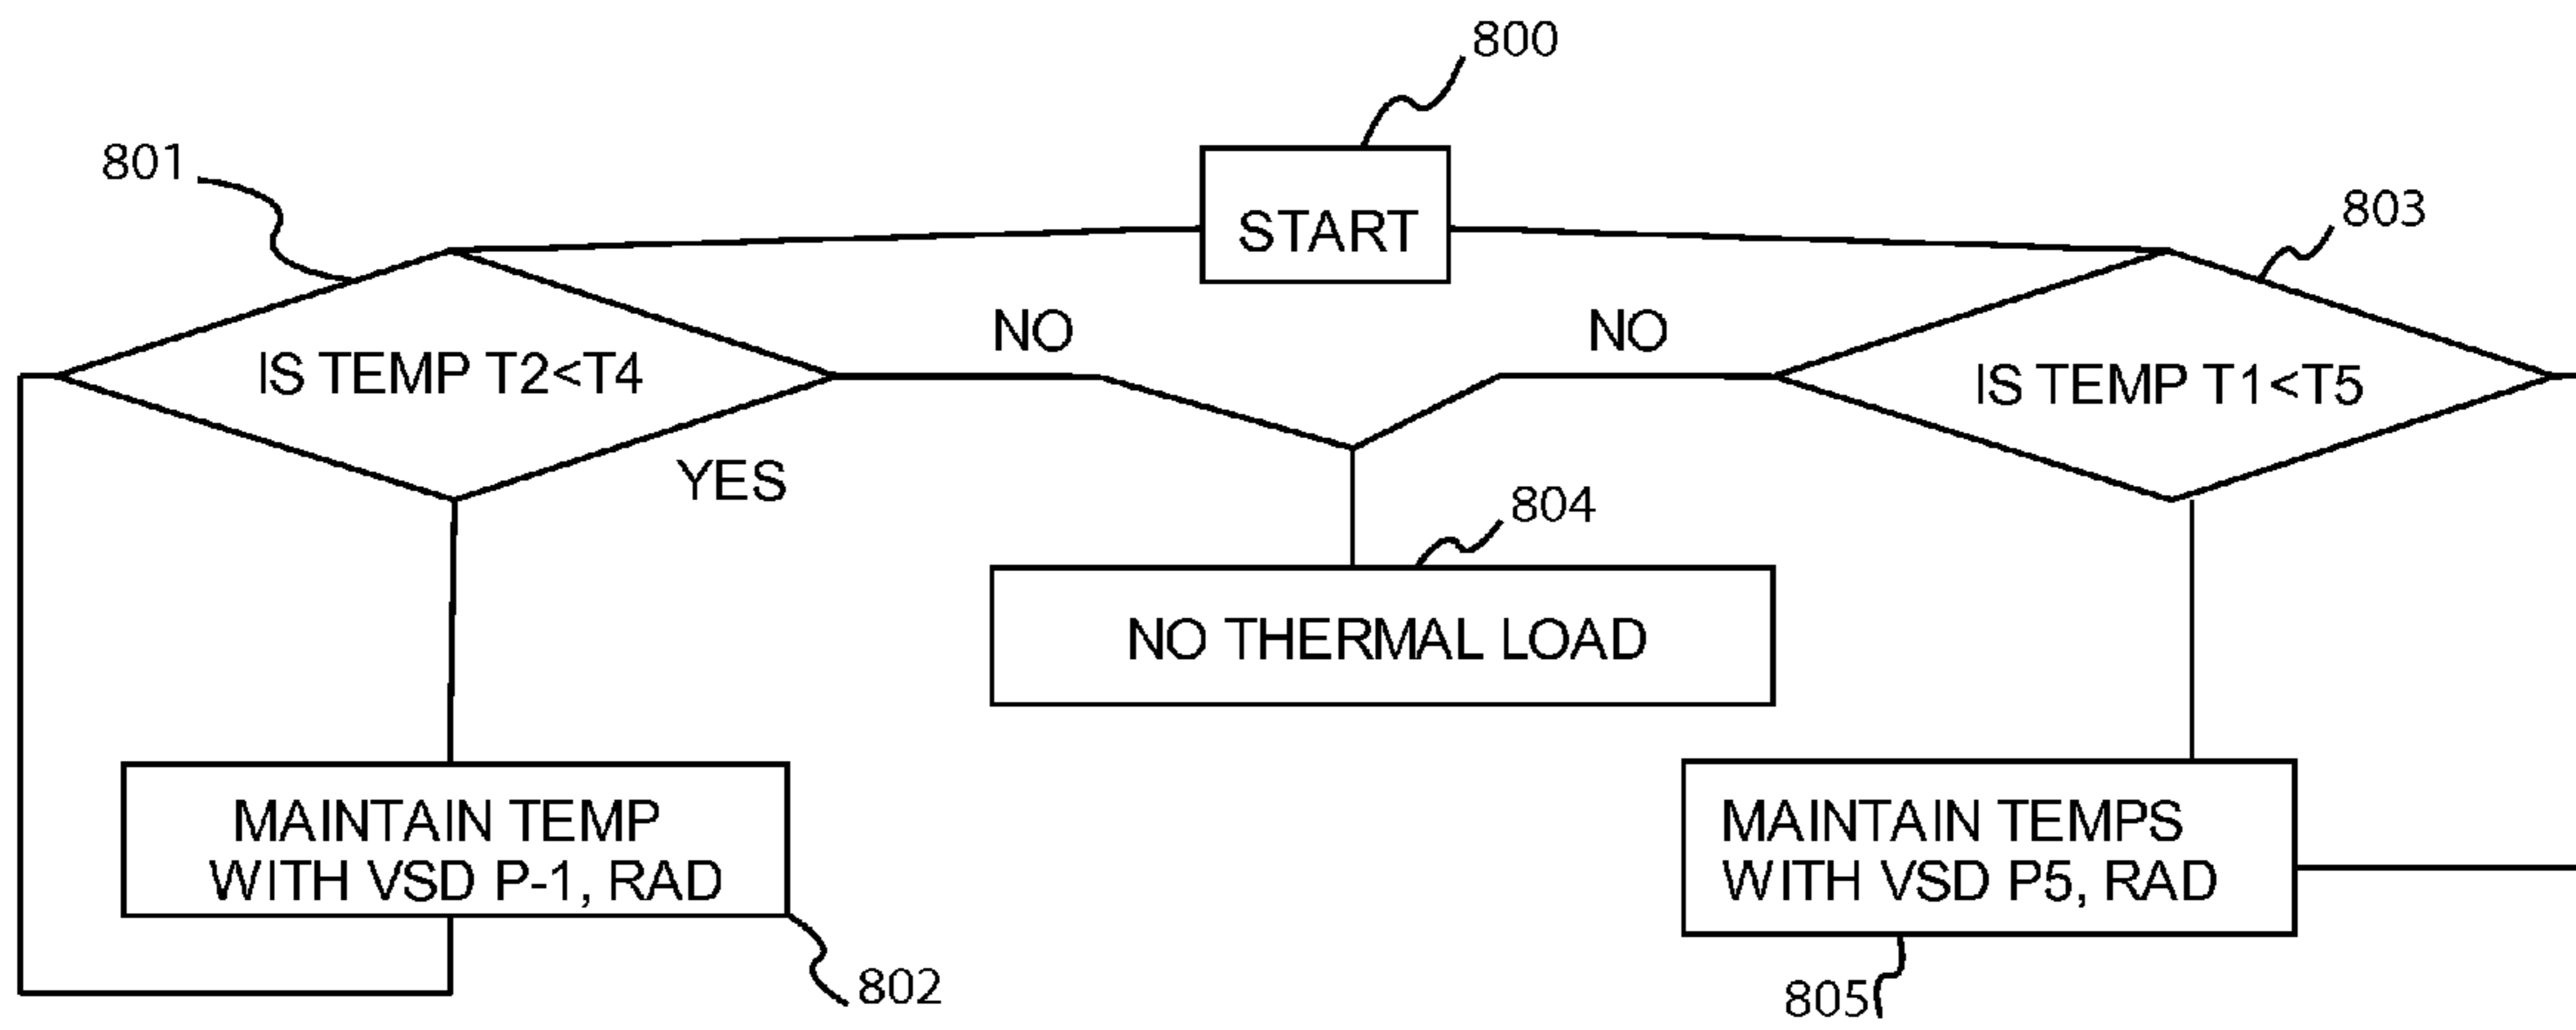 800
801
START
803
NO
NO
IS TEMP T2<T4
IS TEMP T1<T5
YES
804
NO THERMAL LOAD
MAINTAIN TEMP
WITH VSD P-1, RAD
MAINTAIN TEMPS
WITH VSD P5, RAD
802
805